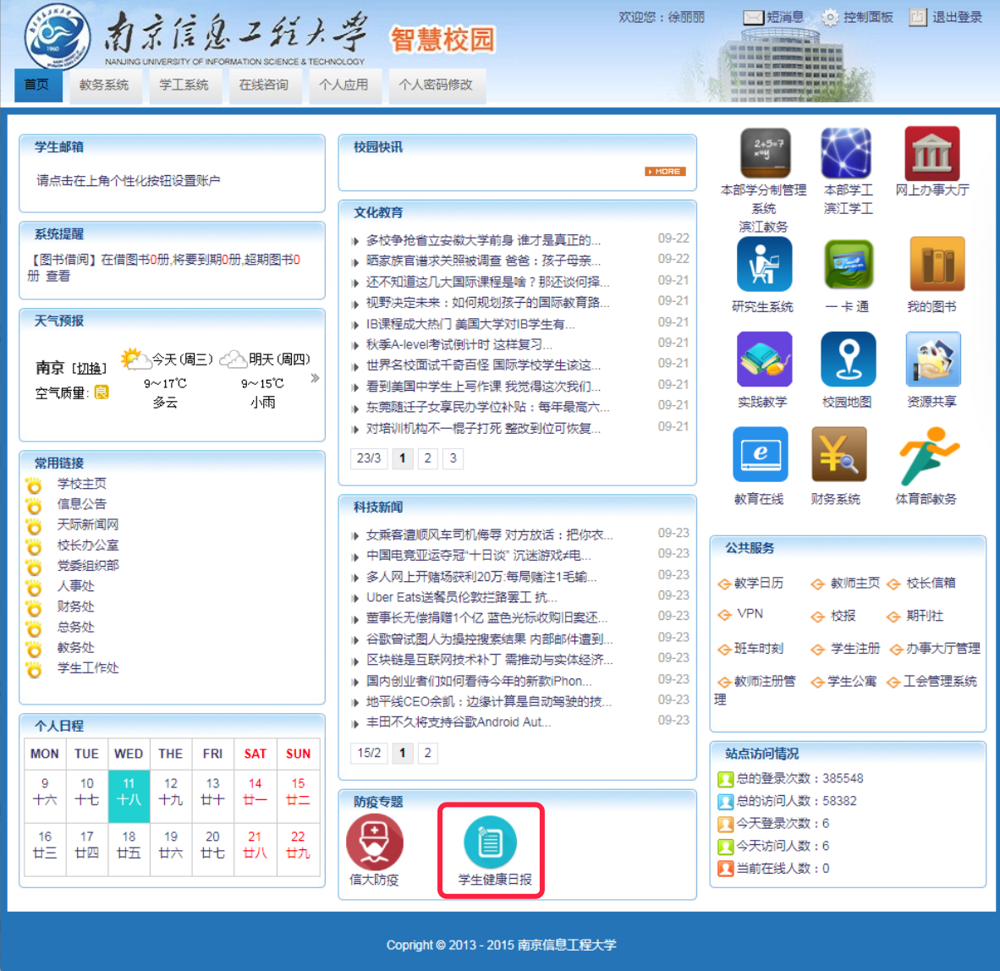 南京信息工程大学
NANJING UNIVERSITY OF INFORMATION SCIENCE & TECHNOLOGY
1960
智慧校园
欢迎您：徐丽丽
短消息
控制面板
退出登录
首页
教务系统
学工系统
在线咨询
个人应用
个人密码修改
学生邮箱
请点击在上角个性化按钮设置账户
系统提醒
【图书借阅】在借图书0册,将要到期0册,超期图书0
册 查看
天气预报
南京 [切换]
空气质量: 良
今天(周三)
9～17℃
多云
明天(周四)
9～15℃
小雨
常用链接
学校主页
信息公告
天际新闻网
校长办公室
党委组织部
人事处
财务处
总务处
教务处
学生工作处
个人日程
MON TUE WED THE FRI SAT SUN
9 10 11 12 13 14 15
十六 十七 十八 十九 廿十 廿一 廿二
16 17 18 19 20 21 22
廿三 廿四 廿五 廿六 廿七 廿八 廿九
校园快讯
MORE
文化教育
多校争抢省立安徽大学前身 谁才是真正的... 09-22
晒家族官谱求关照被调查 爸爸：孩子母亲... 09-22
还不知道这几大国际课程是啥？那还谈何择... 09-21
视野决定未来：如何规划孩子的国际教育路... 09-21
IB课程成大热门 美国大学对IB学生有... 09-21
秋季A-level考试倒计时 这样复习... 09-21
世界名校面试千奇百怪 国际学校学生该这... 09-21
看到美国中学生上写作课 我觉得这次我们... 09-21
东莞随迁子女享民办学位补贴：每年最高六... 09-21
对培训机构不一棍子打死 整改到位可恢复... 09-21
23/3 1 2 3
科技新闻
女乘客遭顺风车司机侮辱 对方放话：把你衣... 09-23
中国电竞亚运夺冠“十日谈” 沉迷游戏≠电... 09-23
多人网上开赌场获利20万:每局赌注1毛输... 09-23
Uber Eats送餐员伦敦拦路罢工 抗... 09-23
董事长无偿捐赠1个亿 蓝色光标收购旧案还... 09-23
谷歌曾试图人为操控搜索结果 内部邮件遭到... 09-23
区块链是互联网技术补丁 需推动与实体经济... 09-23
国内创业者们如何看待今年的新款iPhon... 09-23
地平线CEO余凯：边缘计算是自动驾驶的技... 09-23
丰田不久将支持谷歌Android Aut... 09-23
15/2 1 2
防疫专题
信大防疫
学生健康日报
2+5=7
x=y
本部学分制管理
系统
滨江教务
本部学工
滨江学工
网上办事大厅
研究生系统
一卡通
我的图书
实践教学
校园地图
资源共享
e
¥
教育在线
财务系统
体育部教务
公共服务
教学日历 教师主页 校长信箱
VPN 校报 期刊社
班车时刻 学生注册 办事大厅管理
教师注册管
理
学生公寓 工会管理系统
站点访问情况
总的登录次数：385548
总的访问人数：58382
今天登录次数：6
今天访问人数：6
当前在线人数：0
Copright © 2013 - 2015 南京信息工程大学